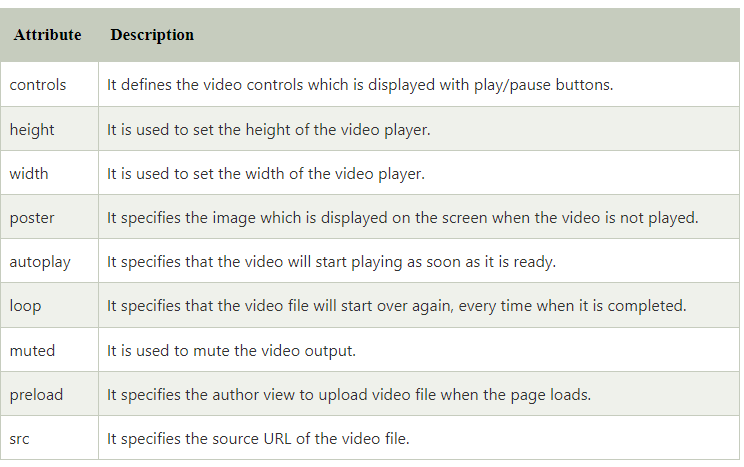 Attribute Description
controls It defines the video controls which is displayed with play/pause buttons.
height It is used to set the height of the video player.
width It is used to set the width of the video player.
poster It specifies the image which is displayed on the screen when the video is not played.
autoplay It specifies that the video will start playing as soon as it is ready.
loop It specifies that the video file will start over again, every time when it is completed.
muted It is used to mute the video output.
preload It specifies the author view to upload video file when the page loads.
src It specifies the source URL of the video file.